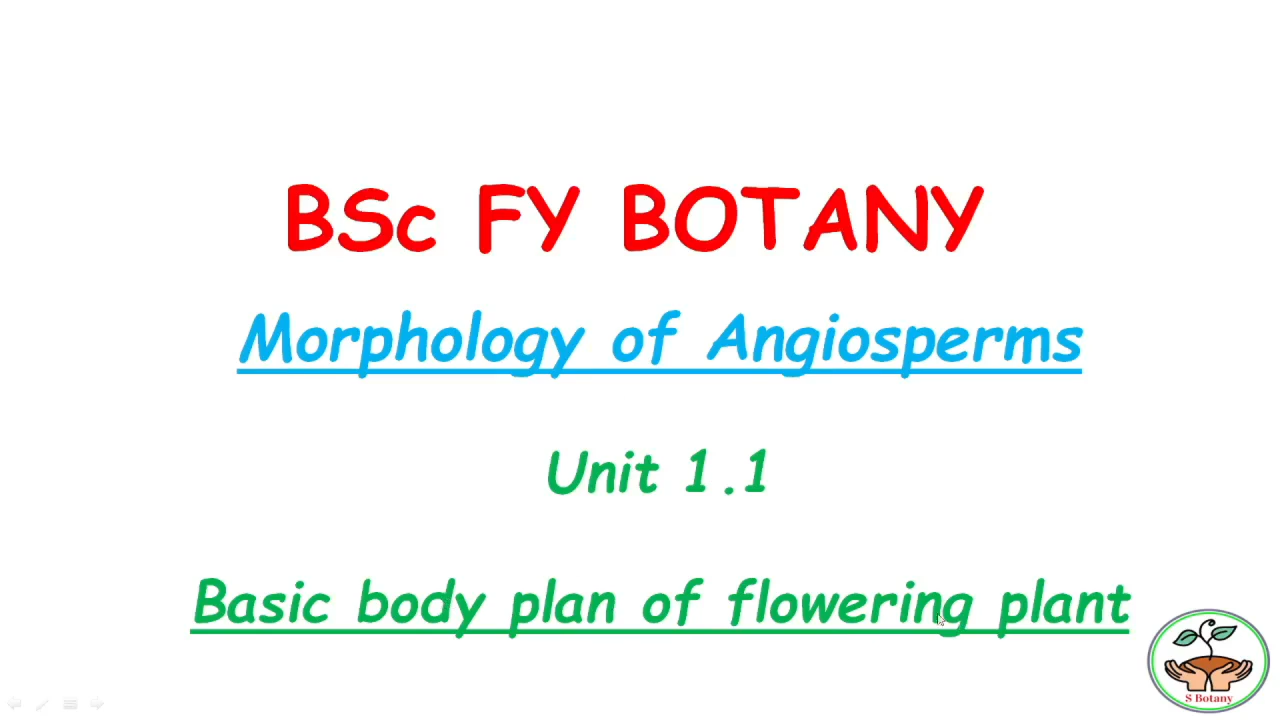 BSc FY BOTANY
Morphology of Angiosperms
Unit 1.1
Basic body plan of flowering plant
S Botany